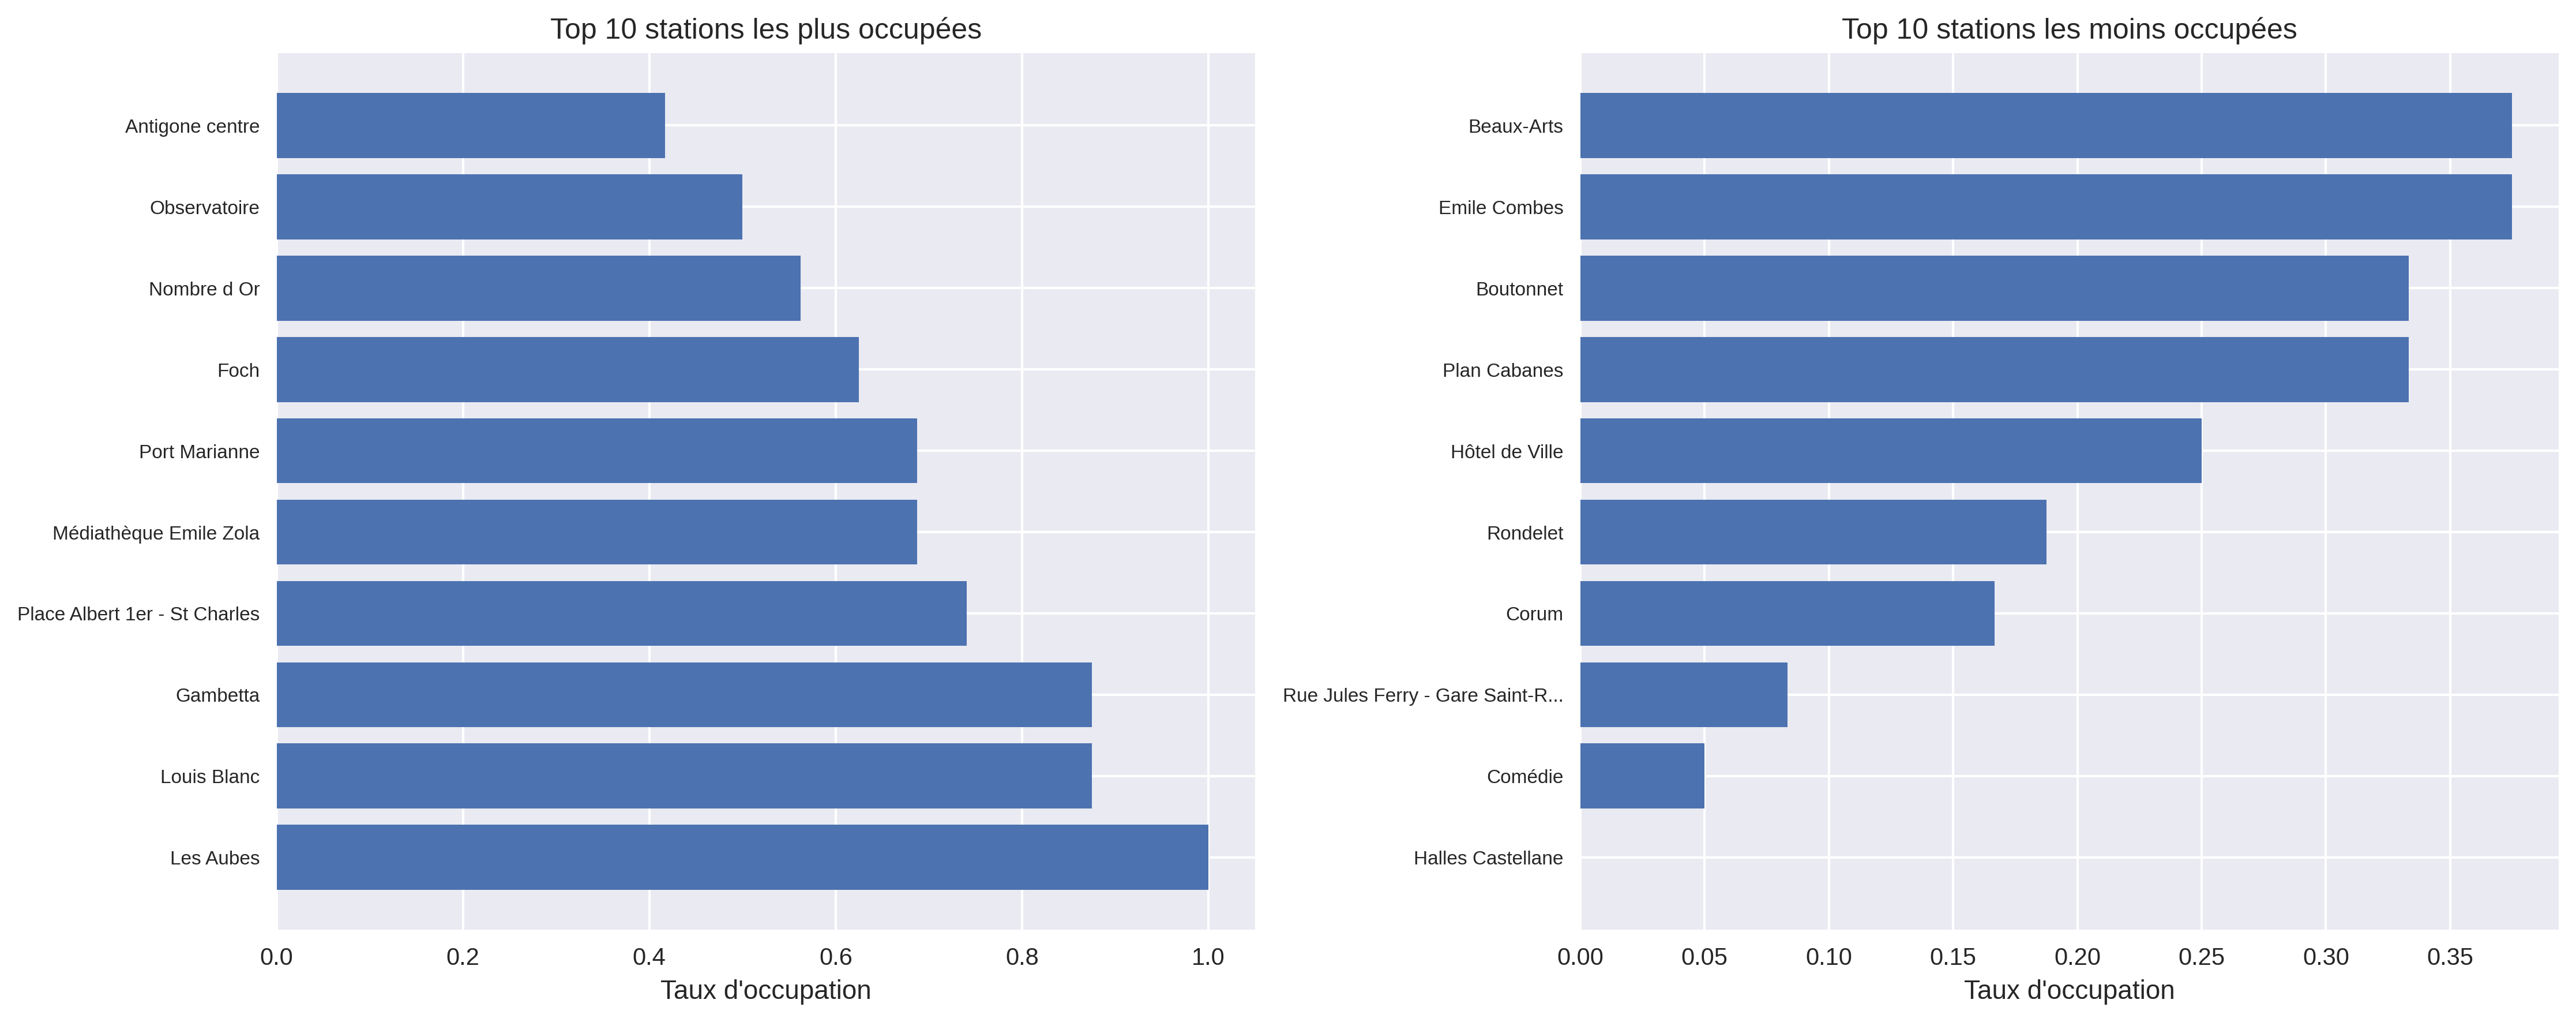 Top 10 stations les plus occupées
Antigone centre
Observatoire
Nombre d Or
Foch
Port Marianne
Médiathèque Emile Zola
Place Albert 1er - St Charles
Gambetta
Louis Blanc
Les Aubes
0.0 0.2 0.4 0.6 0.8 1.0
Taux d'occupation
Top 10 stations les moins occupées
Beaux-Arts
Emile Combes
Boutonnet
Plan Cabanes
Hôtel de Ville
Rondelet
Corum
Rue Jules Ferry - Gare Saint-R...
Comédie
Halles Castellane
0.00 0.05 0.10 0.15 0.20 0.25 0.30 0.35
Taux d'occupation